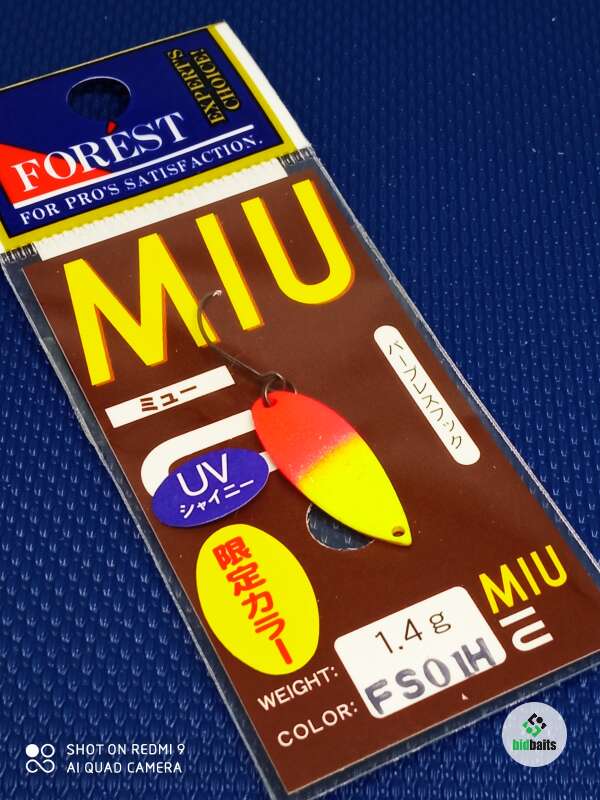 EXPERT'S
CHOICE!
FOREST
FOR PRO'S SATISFACTION.
MIU
ミュー
バーブレスフック
UV
シャイニー
限定カラー
MIU
WEIGHT: 1.4g
COLOR: FS01H
bidbaits
SHOT ON REDMI 9
AI QUAD CAMERA